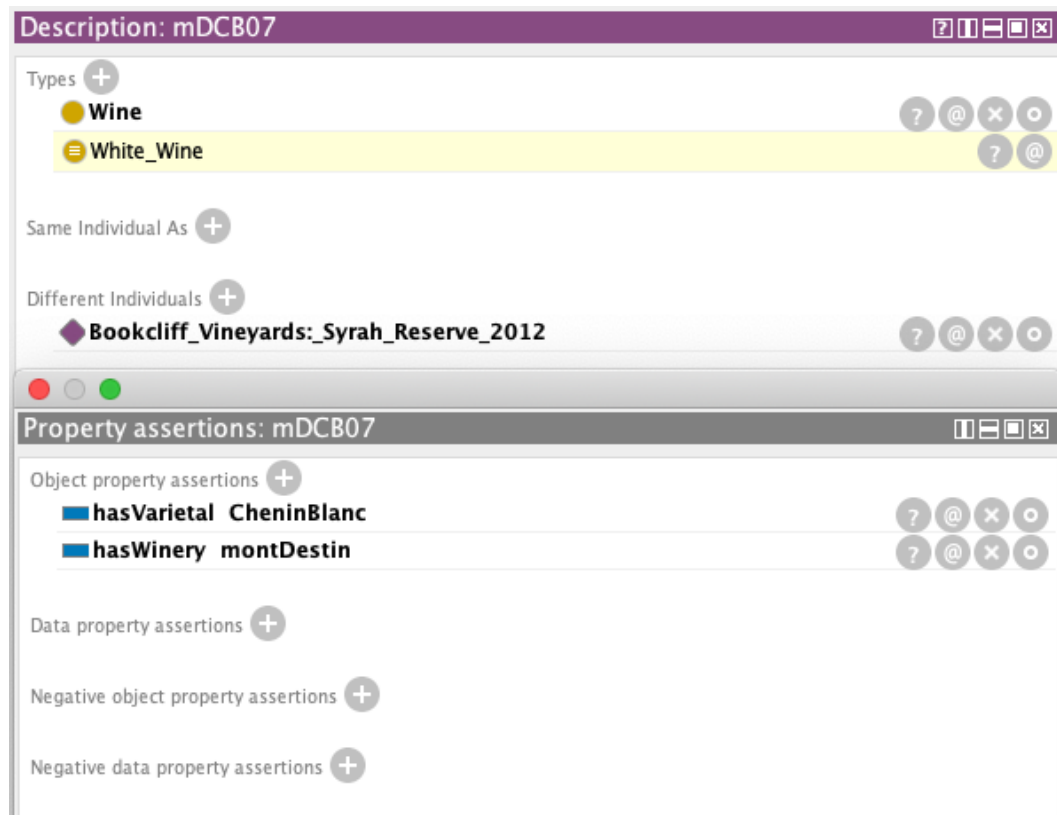 Description: mDCB07
Types
Wine
White_Wine
Same Individual As
Different Individuals
Bookcliff_Vineyards:_Syrah_Reserve_2012
Property assertions: mDCB07
Object property assertions
hasVarietal CheninBlanc
hasWinery montDestin
Data property assertions
Negative object property assertions
Negative data property assertions